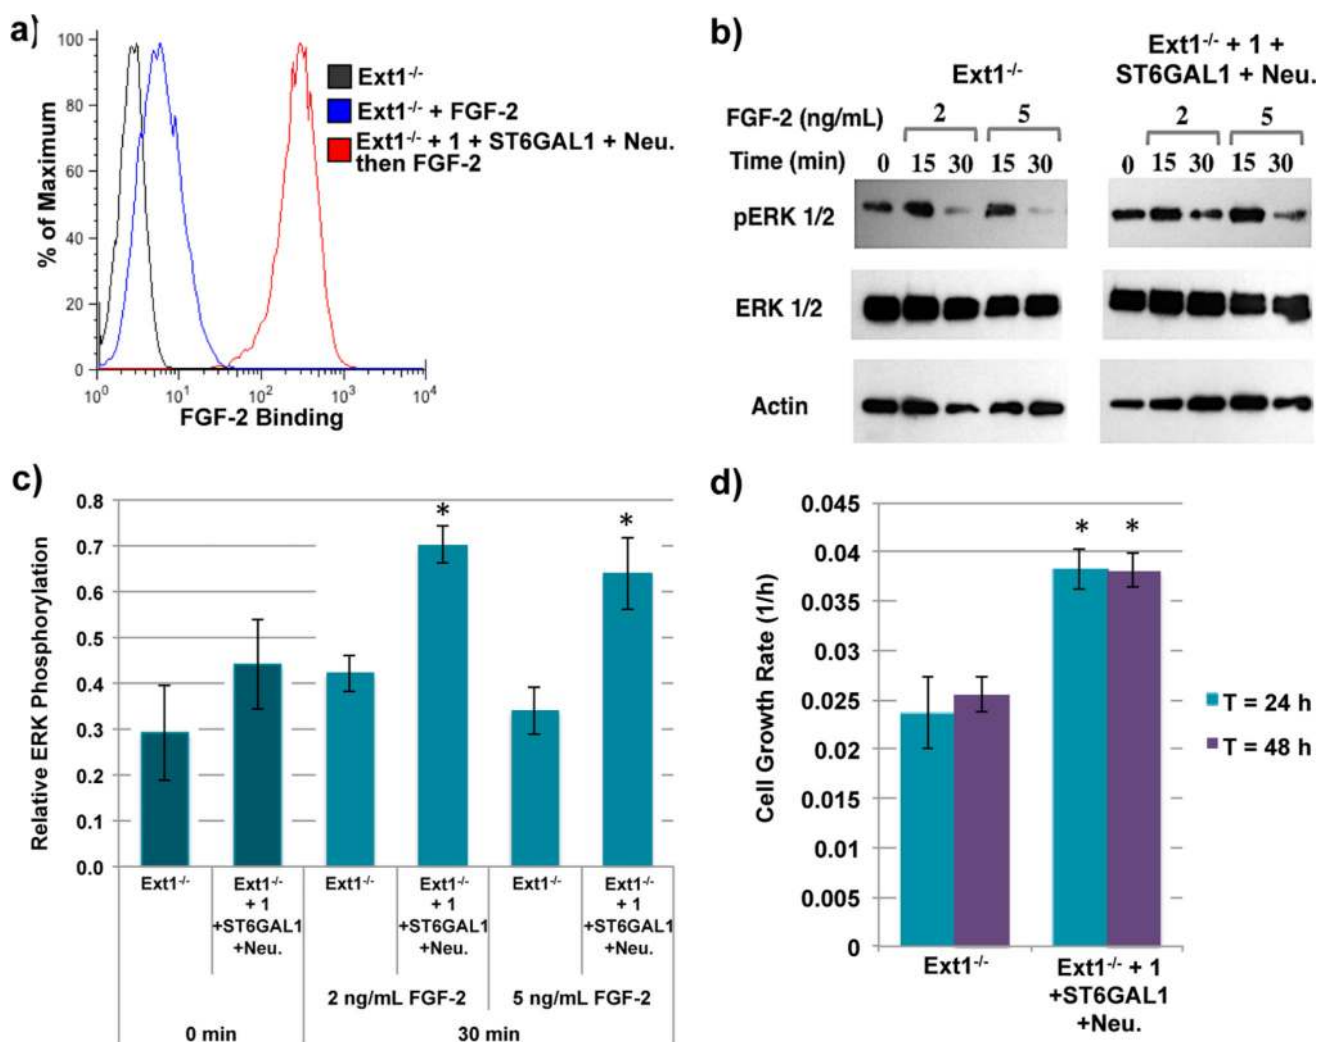 a)
100
80
60
40
20
0
% of Maximum
10⁰ 10¹ 10² 10³ 10⁴
FGF-2 Binding
Ext1⁻/⁻
Ext1⁻/⁻ + FGF-2
Ext1⁻/⁻ + 1 + ST6GAL1 + Neu.
then FGF-2
b)
Ext1⁻/⁻
Ext1⁻/⁻ + 1 +
ST6GAL1 + Neu.
FGF-2 (ng/mL) 2 5 2 5
Time (min) 0 15 30 15 30 0 15 30 15 30
pERK 1/2
ERK 1/2
Actin
c)
Relative ERK Phosphorylation
0.8
0.7
0.6
0.5
0.4
0.3
0.2
0.1
0.0
* *
Ext1⁻/⁻
Ext1⁻/⁻
+ 1
+ST6GAL1
+Neu.
Ext1⁻/⁻
Ext1⁻/⁻
+ 1
+ST6GAL1
+Neu.
Ext1⁻/⁻
Ext1⁻/⁻
+ 1
+ST6GAL1
+Neu.
2 ng/mL FGF-2 5 ng/mL FGF-2
0 min 30 min
d)
Cell Growth Rate (1/h)
0.045
0.04
0.035
0.03
0.025
0.02
0.015
0.01
0.005
0
* *
Ext1⁻/⁻
Ext1⁻/⁻ + 1
+ST6GAL1
+Neu.
T = 24 h
T = 48 h